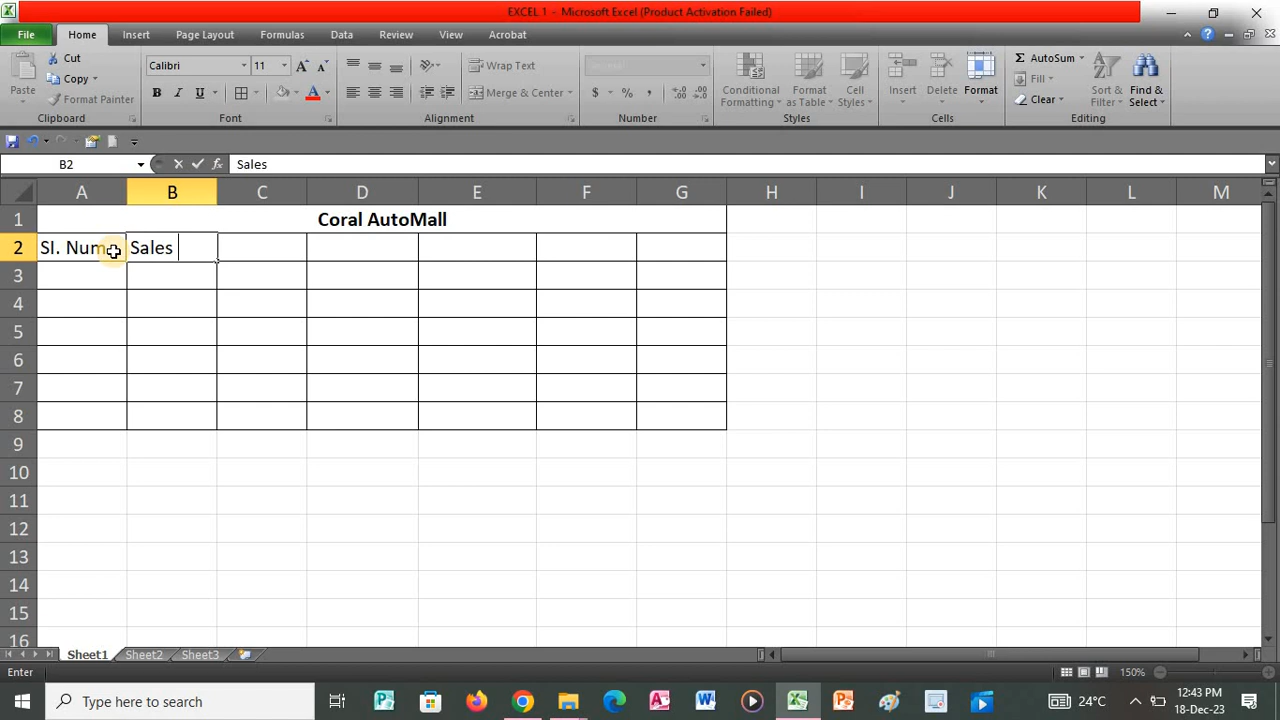 EXCEL 1 - Microsoft Excel (Product Activation Failed)
File Home Insert Page Layout Formulas Data Review View Acrobat
Paste Cut Copy Format Painter Clipboard
Calibri 11 B I U A Font
Wrap Text Merge & Center Alignment
General $ % , Number
Conditional Formatting Format as Table Cell Styles Styles
Insert Delete Format Cells
Σ AutoSum Fill Clear Sort & Filter Find & Select Editing
B2 fx Sales
A B C D E F G H I J K L M
1 Coral AutoMall
2 SI. Num Sales
3
4
5
6
7
8
9
10
11
12
13
14
15
16
Sheet1 Sheet2 Sheet3
Enter 150%
Type here to search 24°C 12:43 PM
18-Dec-23